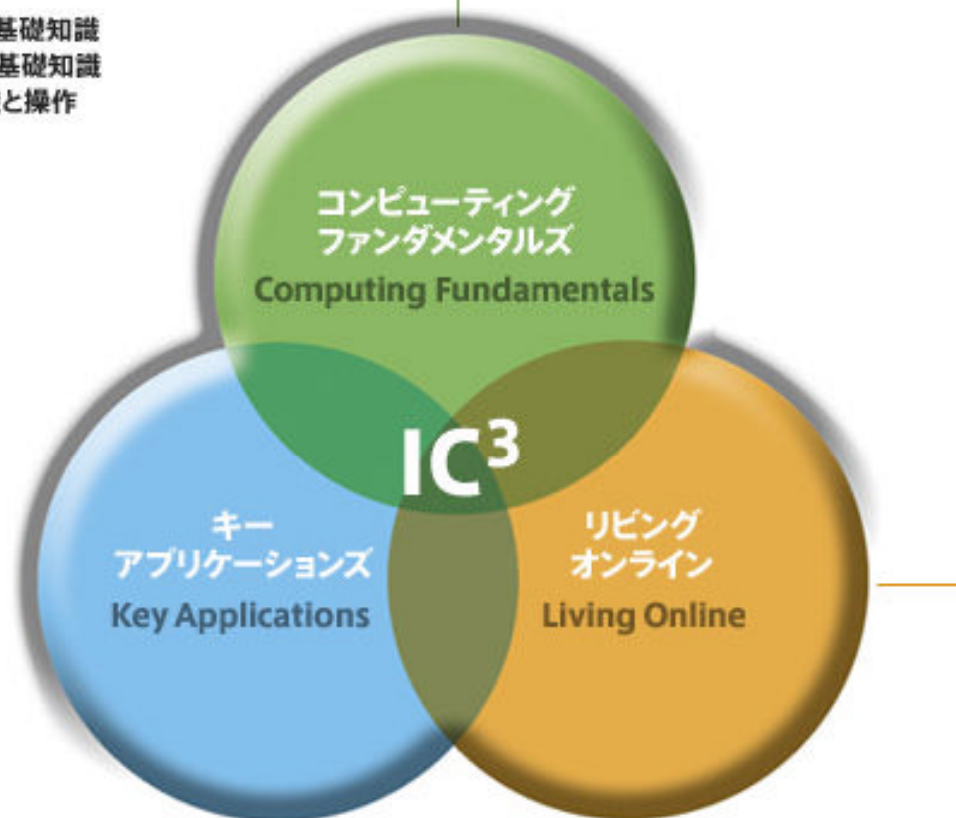 基礎知識
基礎知識
と操作
コンピューティング
ファンダメンタルズ
Computing Fundamentals
IC³
キー
アプリケーションズ
Key Applications
リビング
オンライン
Living Online